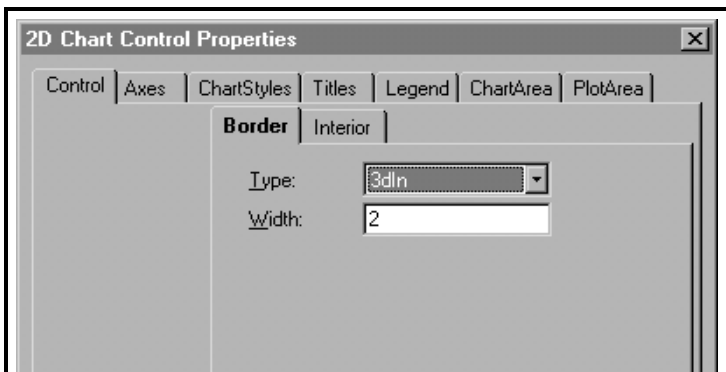 2D Chart Control Properties
Control Axes ChartStyles Titles Legend ChartArea PlotArea
Border Interior
Type: 3dIn
Width: 2